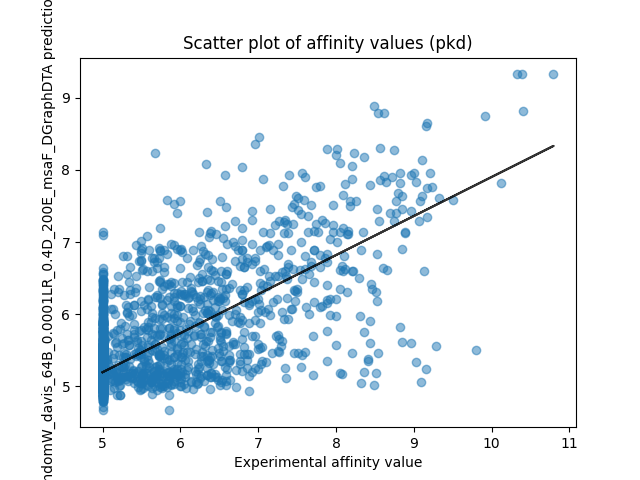 Scatter plot of affinity values (pkd)
ndomW_davis_64B_0.0001LR_0.4D_200E_msaF_DGraphDTA predictio
9
8
7
6
5
5 6 7 8 9 10 11
Experimental affinity value